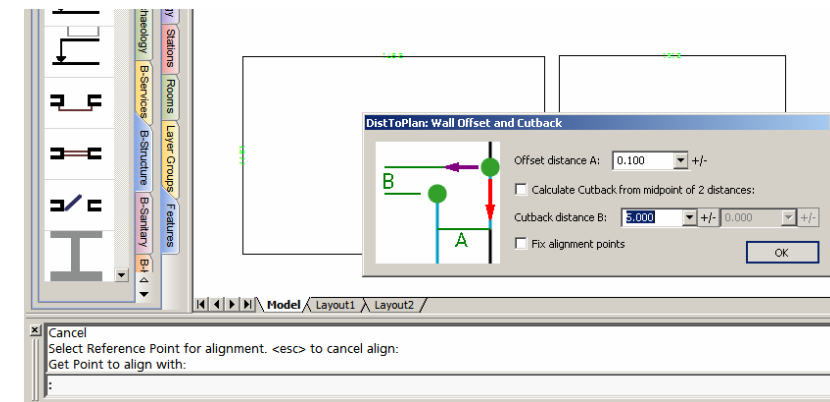 haeology
B-Services
B-Structure
B-Sanitary
Stations
Rooms
Layer Groups
Features
DistToPlan: Wall Offset and Cutback
B
A
Offset distance A: 0.100 +/-
Calculate Cutback from midpoint of 2 distances:
Cutback distance B: 5.000 +/- 0.000 +/-
Fix alignment points
OK
Model Layout1 Layout2
Cancel
Select Reference Point for alignment. <esc> to cancel align:
Get Point to align with:
: